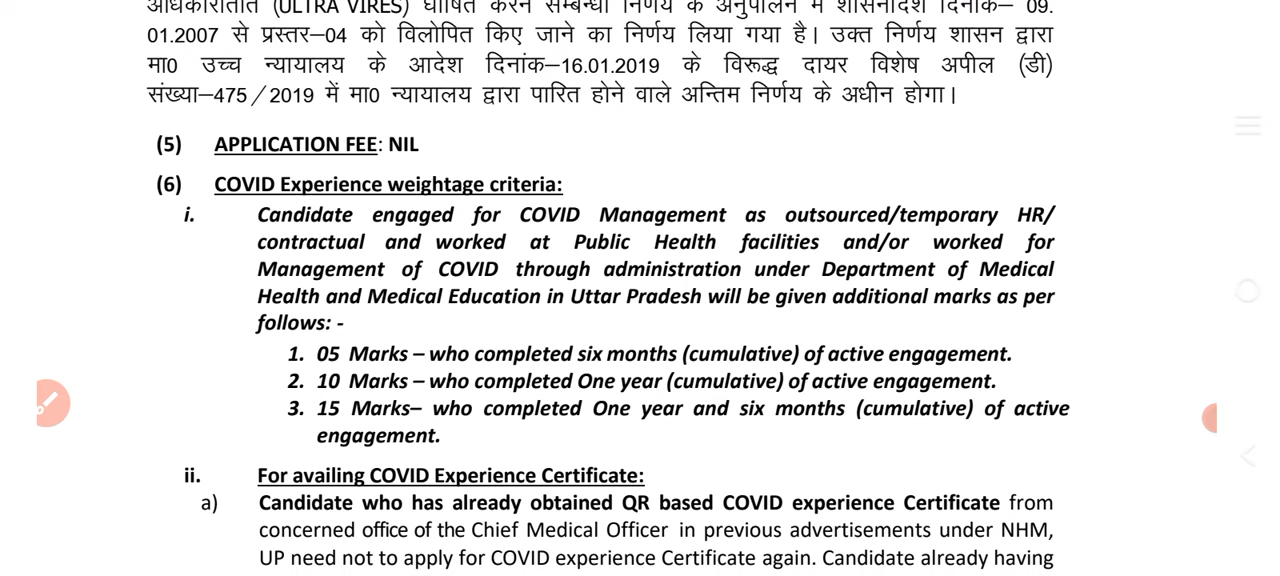 अधिकारातीत (ULTRA VIRES) घोषित करने सम्बन्धी निर्णय के अनुपालन में शासनादेश दिनांक– 09.
01.2007 से प्रस्तर–04 को विलोपित किए जाने का निर्णय लिया गया है। उक्त निर्णय शासन द्वारा
मा0 उच्च न्यायालय के आदेश दिनांक–16.01.2019 के विरूद्ध दायर विशेष अपील (डी)
संख्या–475/2019 में मा0 न्यायालय द्वारा पारित होने वाले अन्तिम निर्णय के अधीन होगा।
(5) APPLICATION FEE: NIL
(6) COVID Experience weightage criteria:
i. Candidate engaged for COVID Management as outsourced/temporary HR/
contractual and worked at Public Health facilities and/or worked for
Management of COVID through administration under Department of Medical
Health and Medical Education in Uttar Pradesh will be given additional marks as per
follows: -
1. 05 Marks – who completed six months (cumulative) of active engagement.
2. 10 Marks – who completed One year (cumulative) of active engagement.
3. 15 Marks– who completed One year and six months (cumulative) of active
engagement.
ii. For availing COVID Experience Certificate:
a) Candidate who has already obtained QR based COVID experience Certificate from
concerned office of the Chief Medical Officer in previous advertisements under NHM,
UP need not to apply for COVID experience Certificate again. Candidate already having